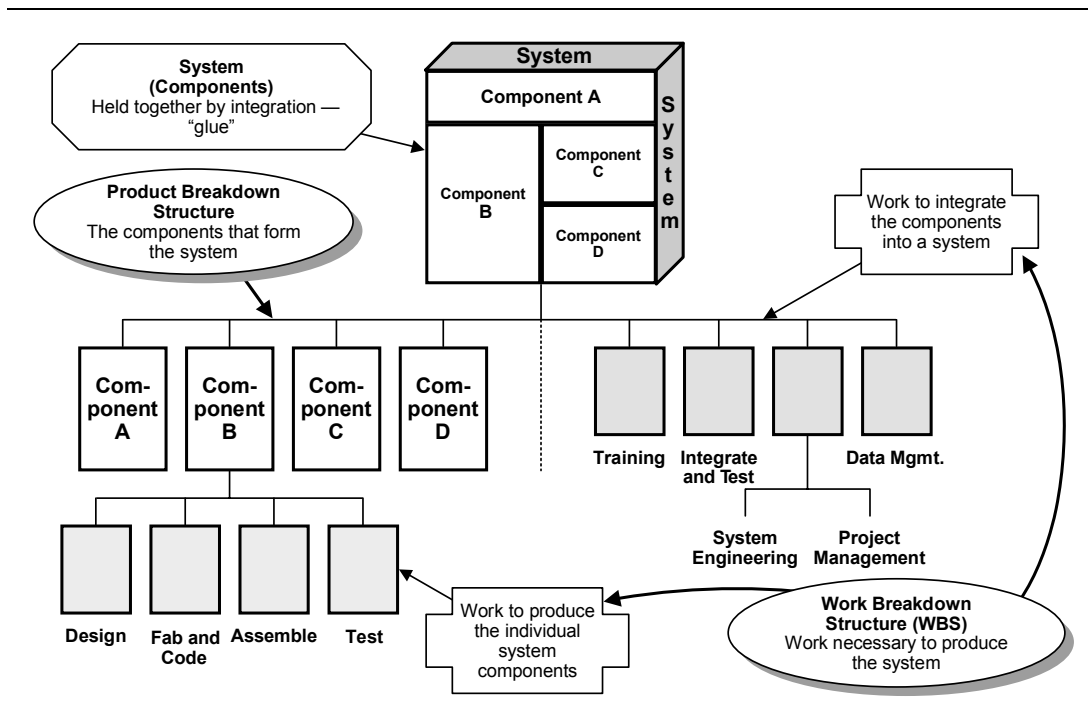 System
(Components)
Held together by integration —
“glue”
System
System
Component A
Component
B
Component
C
Component
D
Product Breakdown
Structure
The components that form
the system
Work to integrate
the components
into a system
Com-
ponent
A
Com-
ponent
B
Com-
ponent
C
Com-
ponent
D
Training
Integrate
and Test
Data Mgmt.
System
Engineering
Project
Management
Design
Fab and
Code
Assemble
Test
Work to produce
the individual
system
components
Work Breakdown
Structure (WBS)
Work necessary to produce
the system